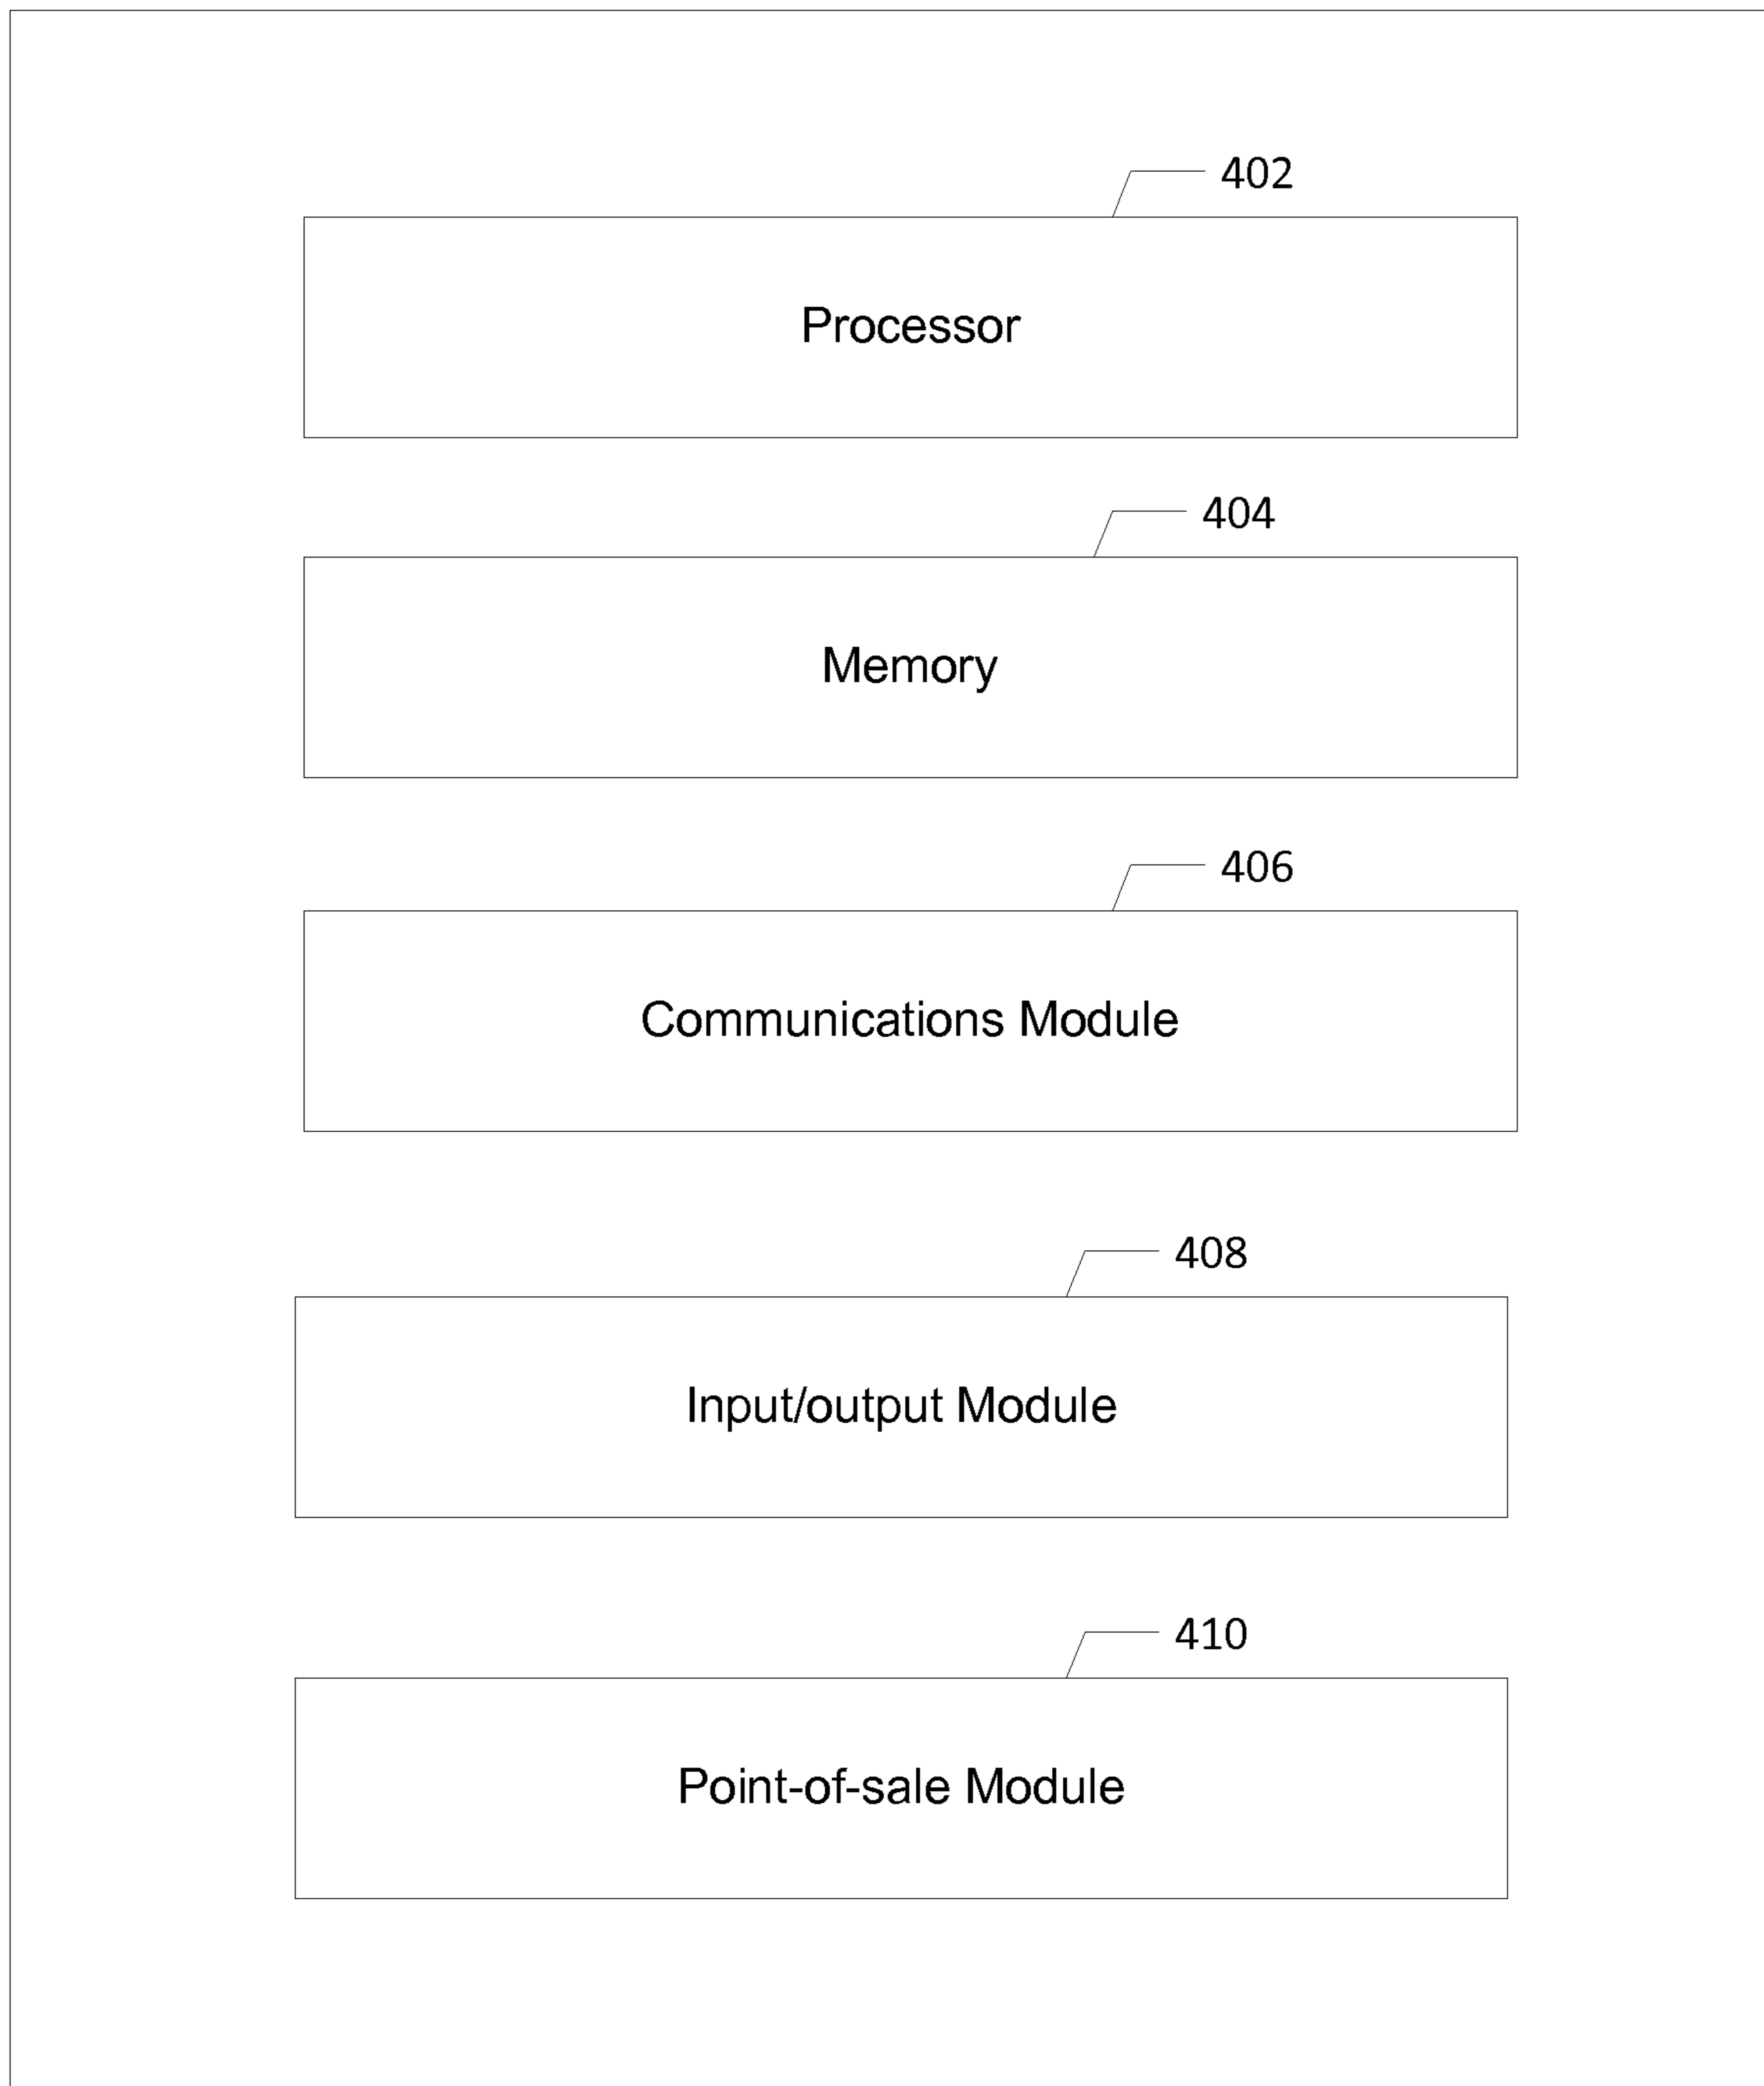 402
Processor
404
Memory
406
Communications Module
408
Input/output Module
410
Point-of-sale Module